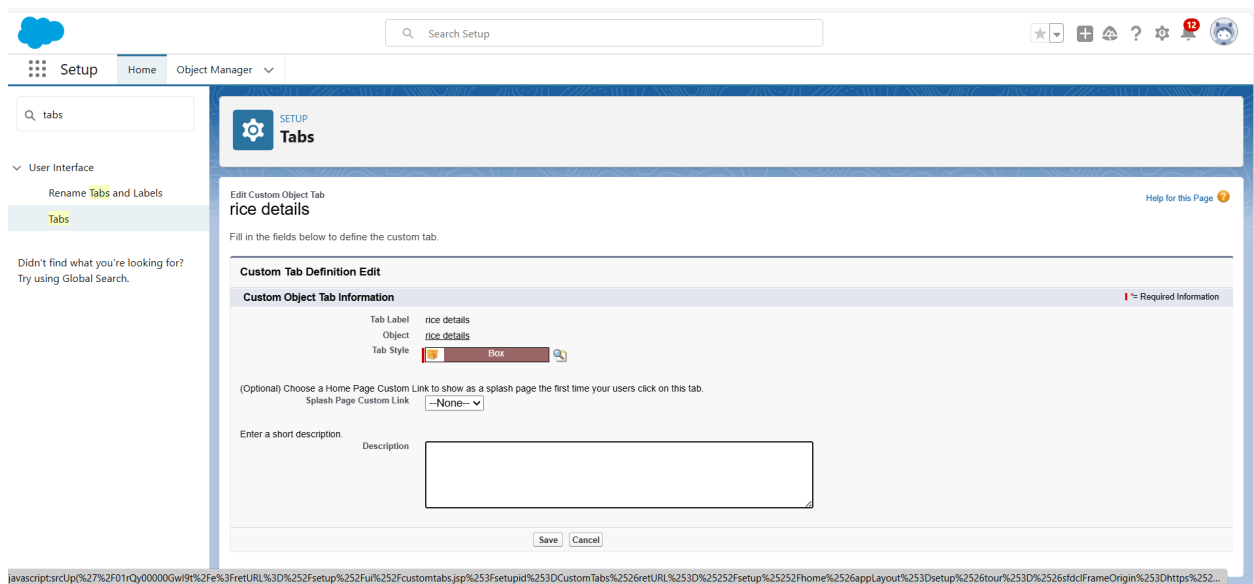 Search Setup
12
Setup
Home
Object Manager
tabs
User Interface
Rename Tabs and Labels
Tabs
Didn't find what you're looking for?
Try using Global Search.
SETUP
Tabs
Edit Custom Object Tab
rice details
Help for this Page
Fill in the fields below to define the custom tab.
Custom Tab Definition Edit
Custom Object Tab Information
= Required Information
Tab Label rice details
Object rice details
Tab Style Box
(Optional) Choose a Home Page Custom Link to show as a splash page the first time your users click on this tab.
Splash Page Custom Link --None--
Enter a short description.
Description
Save Cancel
javascript:srcUp(%27%2F01rQy00000Gwl9t%2Fe%3FretURL%3D%252Fsetup%252Fui%252Fcustomtabs.jsp%253Fsetupid%253DCustomTabs%2526retURL%253D%25252Fsetup%25252Fhome%2526appLayout%253Dsetup%2526tour%253D%2526sfdcIFrameOrigin%253Dhttps%252...